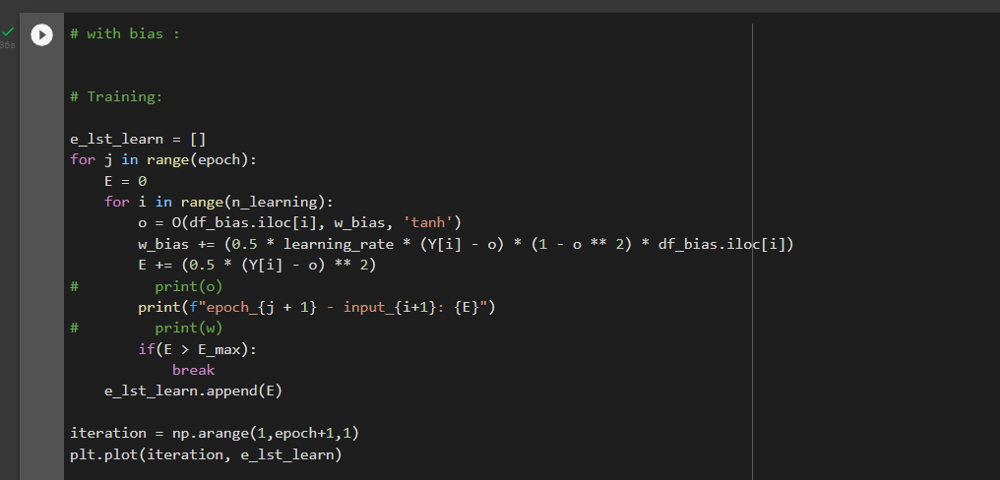 36s
# with bias :
# Training:
e_lst_learn = []
for j in range(epoch):
    E = 0
    for i in range(n_learning):
        o = O(df_bias.iloc[i], w_bias, 'tanh')
        w_bias += (0.5 * learning_rate * (Y[i] - o) * (1 - o ** 2) * df_bias.iloc[i])
        E += (0.5 * (Y[i] - o) ** 2)
#         print(o)
        print(f"epoch_{j + 1} - input_{i+1}: {E}")
#         print(w)
        if(E > E_max):
            break
    e_lst_learn.append(E)
iteration = np.arange(1,epoch+1,1)
plt.plot(iteration, e_lst_learn)